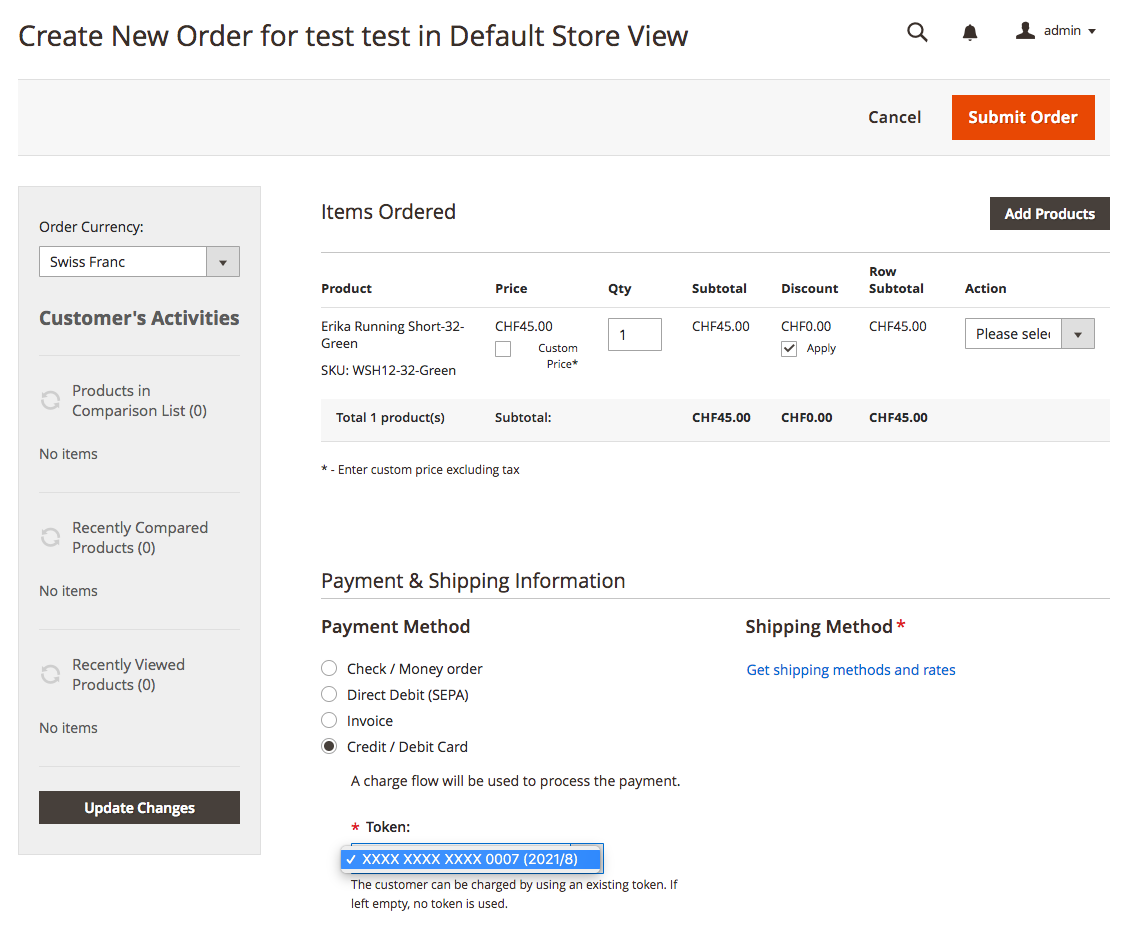 Create New Order for test test in Default Store View
admin
Cancel
Submit Order
Order Currency:
Swiss Franc
Customer's Activities
Products in
Comparison List (0)
No items
Recently Compared
Products (0)
No items
Recently Viewed
Products (0)
No items
Update Changes
Items Ordered
Add Products
Product Price Qty Subtotal Discount Row Subtotal Action
Erika Running Short-32-
Green
SKU: WSH12-32-Green
CHF45.00
Custom
Price*
1
CHF45.00
CHF0.00
Apply
CHF45.00
Please selec
Total 1 product(s) Subtotal: CHF45.00 CHF0.00 CHF45.00
* - Enter custom price excluding tax
Payment & Shipping Information
Payment Method
Check / Money order
Direct Debit (SEPA)
Invoice
Credit / Debit Card
A charge flow will be used to process the payment.
* Token:
✓ XXXX XXXX XXXX 0007 (2021/8)
The customer can be charged by using an existing token. If
left empty, no token is used.
Shipping Method *
Get shipping methods and rates